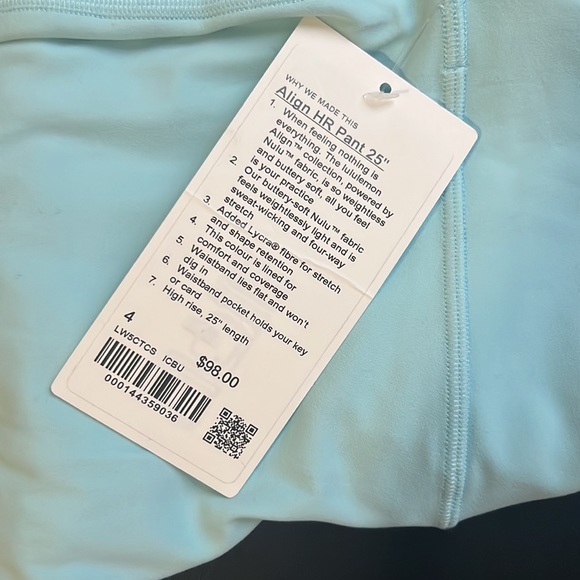 WHY WE MADE THIS
Align HR Pant 25"
1. When feeling nothing is
everything. The lululemon
Align™ collection, powered by
Nulu™ fabric, is so weightless
and buttery soft, all you feel
is your practice
2. Our buttery-soft Nulu™ fabric
feels weightlessly light and is
sweat-wicking and four-way
stretch
3. Added Lycra® fibre for stretch
and shape retention
4. This colour is lined for
comfort and coverage
5. Waistband lies flat and won't
dig in
6. Waistband pocket holds your key
or card
7. High rise, 25" length
4
LW5CTCS ICBU $98.00
000144359036